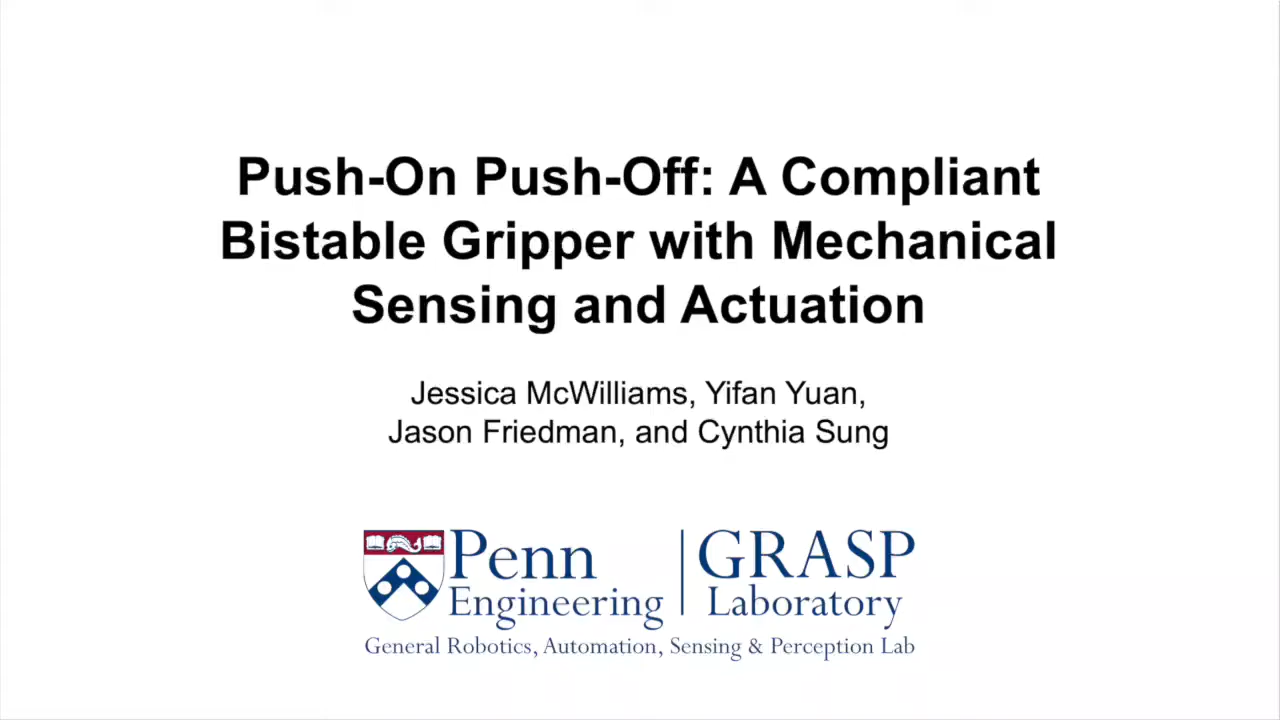 Push-On Push-Off: A Compliant
Bistable Gripper with Mechanical
Sensing and Actuation
Jessica McWilliams, Yifan Yuan,
Jason Friedman, and Cynthia Sung
Penn
Engineering
GRASP
Laboratory
General Robotics, Automation, Sensing & Perception Lab